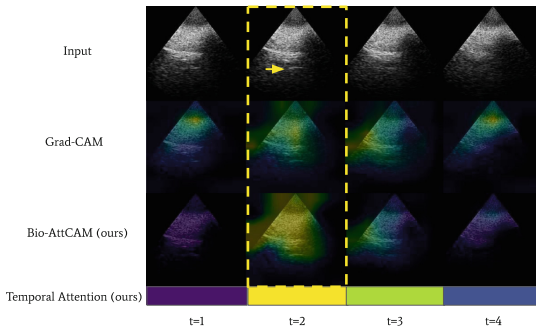 Input
Grad-CAM
Bio-AttCAM (ours)
Temporal Attention (ours)
t=1 t=2 t=3 t=4